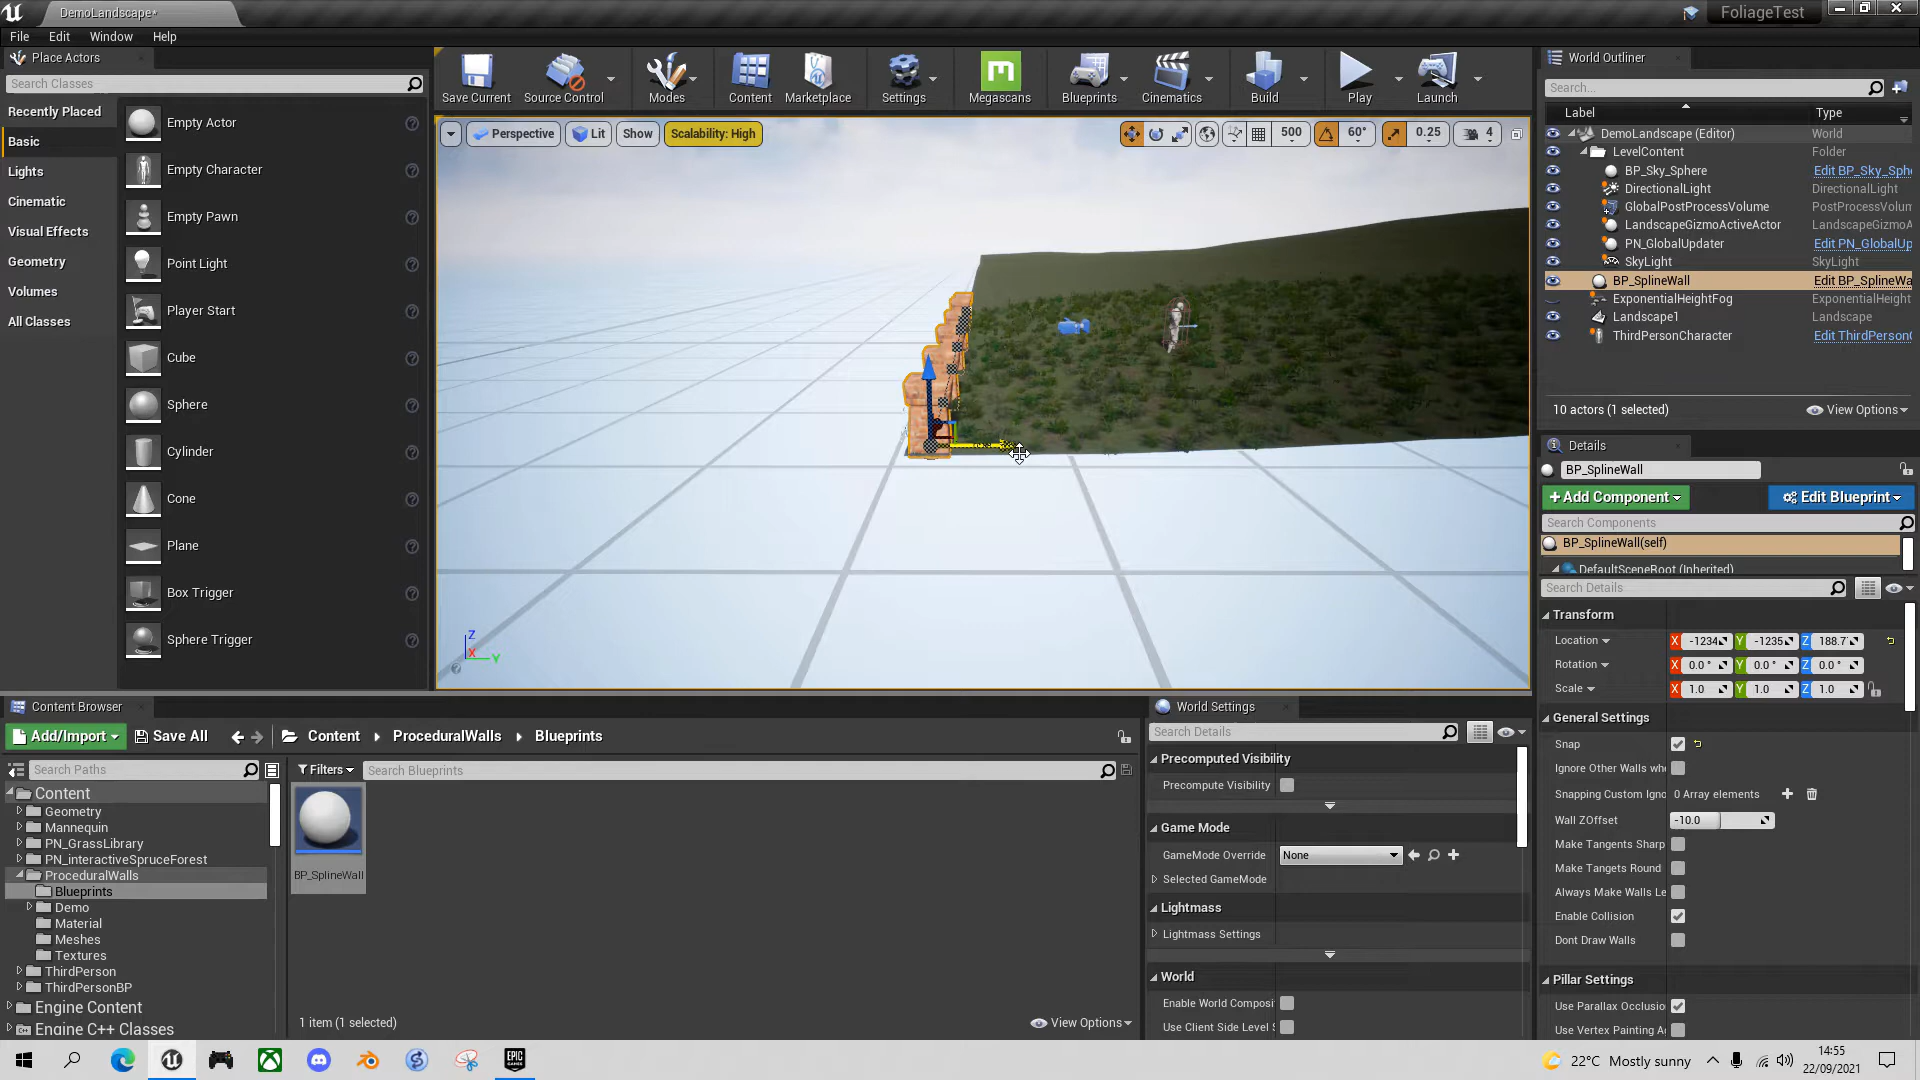 DemoLandscape*
FoliageTest
File Edit Window Help
Place Actors
Search Classes
Recently Placed
Basic
Lights
Cinematic
Visual Effects
Geometry
Volumes
All Classes
Empty Actor
Empty Character
Empty Pawn
Point Light
Player Start
Cube
Sphere
Cylinder
Cone
Plane
Box Trigger
Sphere Trigger
Save Current Source Control Modes Content Marketplace Settings Megascans Blueprints Cinematics Build Play Launch
Perspective Lit Show Scalability: High 500 60° 0.25 4
Z
X Y
World Outliner
Search...
Label Type
DemoLandscape (Editor) World
LevelContent Folder
BP_Sky_Sphere Edit BP_Sky_Sph
DirectionalLight DirectionalLight
GlobalPostProcessVolume PostProcessVolum
LandscapeGizmoActiveActor LandscapeGizmoA
PN_GlobalUpdater Edit PN_GlobalUp
SkyLight SkyLight
BP_SplineWall Edit BP_SplineWa
ExponentialHeightFog ExponentialHeight
Landscape1 Landscape
ThirdPersonCharacter Edit ThirdPerson
10 actors (1 selected) View Options
Details
BP_SplineWall
+ Add Component Edit Blueprint
Search Components
BP_SplineWall(self)
DefaultSceneRoot (Inherited)
Search Details
Transform
Location X -1234 Y -1235 Z 188.7
Rotation X 0.0 ° Y 0.0 ° Z 0.0 °
Scale X 1.0 Y 1.0 Z 1.0
General Settings
Snap
Ignore Other Walls wh
Snapping Custom Igno 0 Array elements
Wall ZOffset -10.0
Make Tangents Sharp
Make Tangets Round
Always Make Walls Le
Enable Collision
Dont Draw Walls
Pillar Settings
Use Parallax Occlusio
Use Vertex Painting A
Content Browser
Add/Import Save All Content ProceduralWalls Blueprints
Search Paths
Filters Search Blueprints
Content
Geometry
Mannequin
PN_GrassLibrary
PN_interactiveSpruceForest
ProceduralWalls
Blueprints
Demo
Material
Meshes
Textures
ThirdPerson
ThirdPersonBP
Engine Content
Engine C++ Classes
BP_SplineWall
1 item (1 selected) View Options
World Settings
Search Details
Precomputed Visibility
Precompute Visibility
Game Mode
GameMode Override None
Selected GameMode
Lightmass
Lightmass Settings
World
Enable World Composi
Use Client Side Level S
EPIC GAMES
22°C Mostly sunny
14:55
22/09/2021